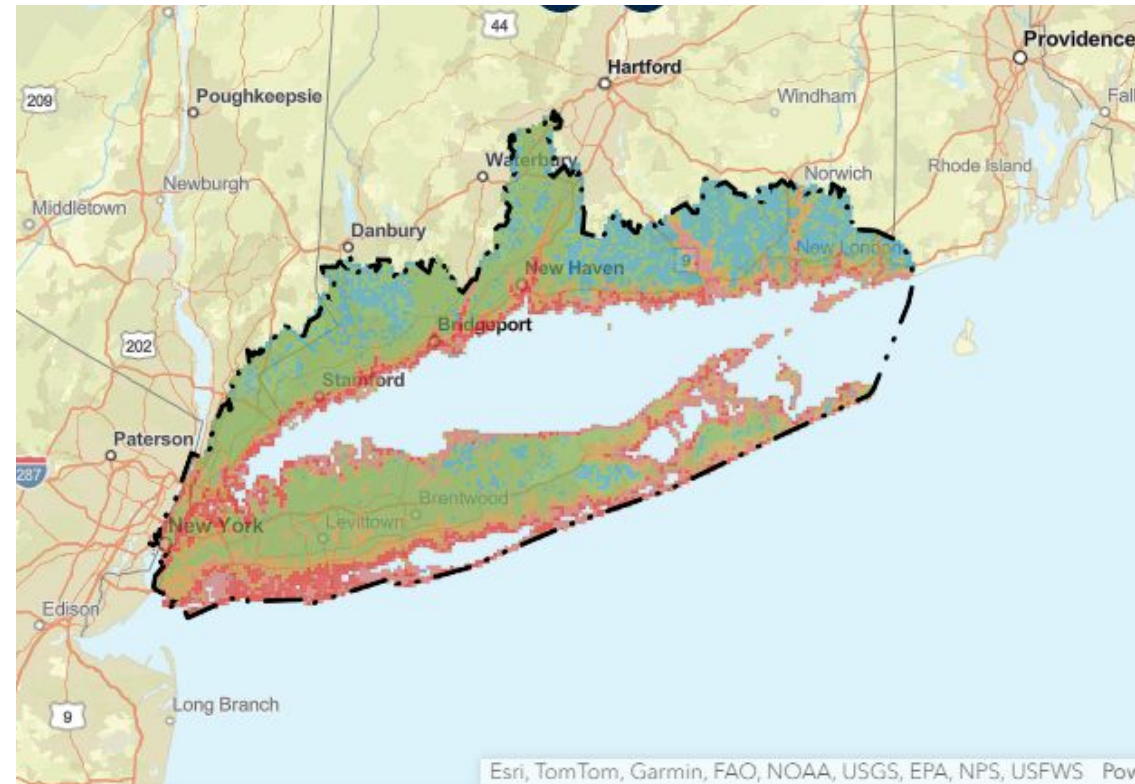 44
Providence
Hartford
209
Poughkeepsie
Windham
Fall
Waterbury
Norwich
Rhode Island
Newburgh
Middletown
Danbury
New London
9
New Haven
Bridgeport
202
Stamford
Paterson
287
Brentwood
New York
Levittown
Edison
Long Branch
9
Esri, TomTom, Garmin, FAO, NOAA, USGS, EPA, NPS, USFWS Pow